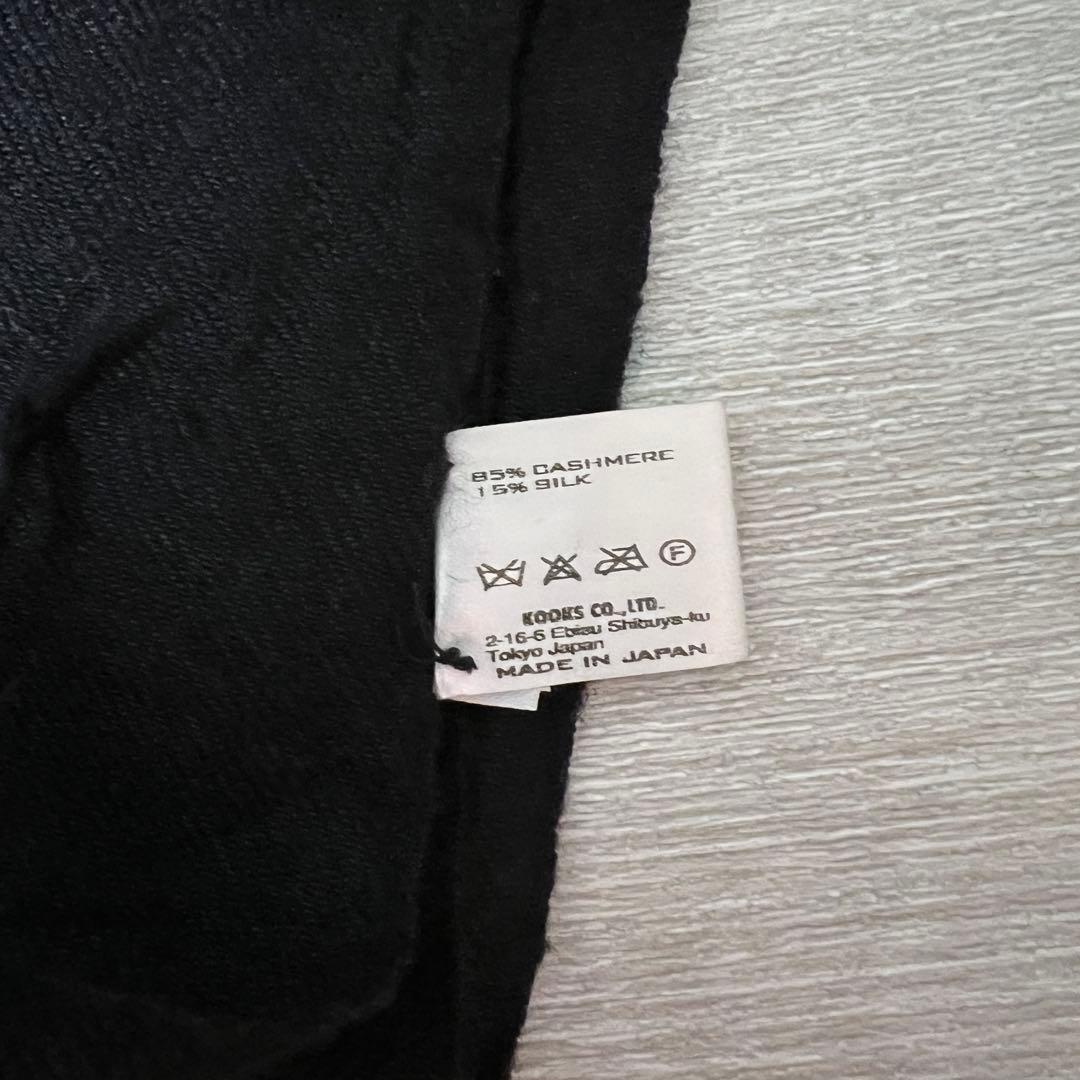 85% CASHMERE
15% SILK
F
KOOKS CO.,LTD.
2-16-6 Ebisu Shibuya-ku
Tokyo Japan
MADE IN JAPAN